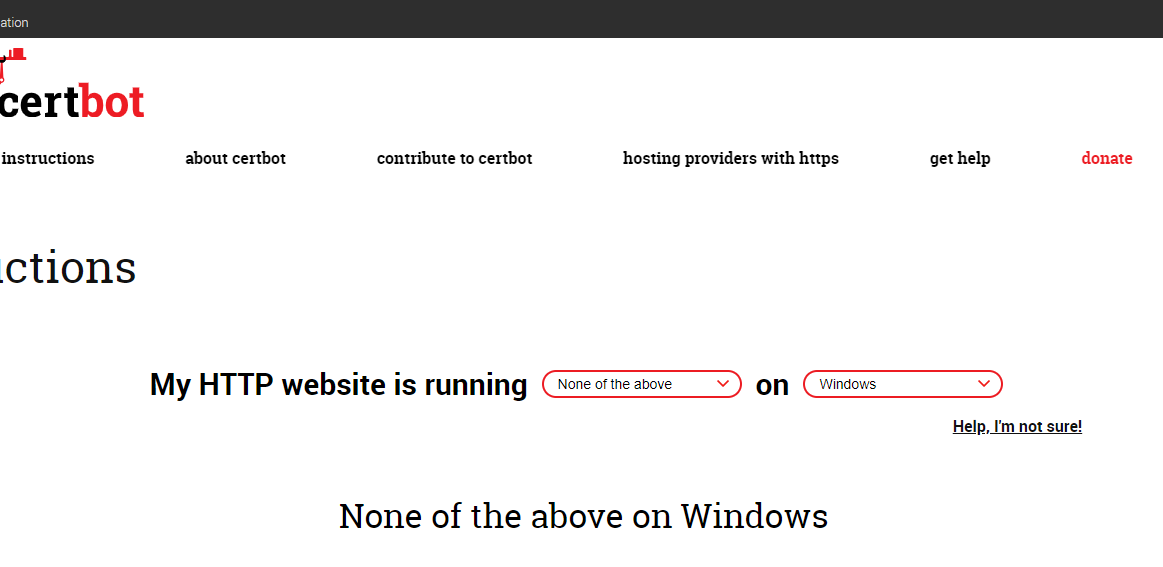 ation
certbot
instructions about certbot contribute to certbot hosting providers with https get help donate
uctions
My HTTP website is running None of the above on Windows
Help, I'm not sure!
None of the above on Windows